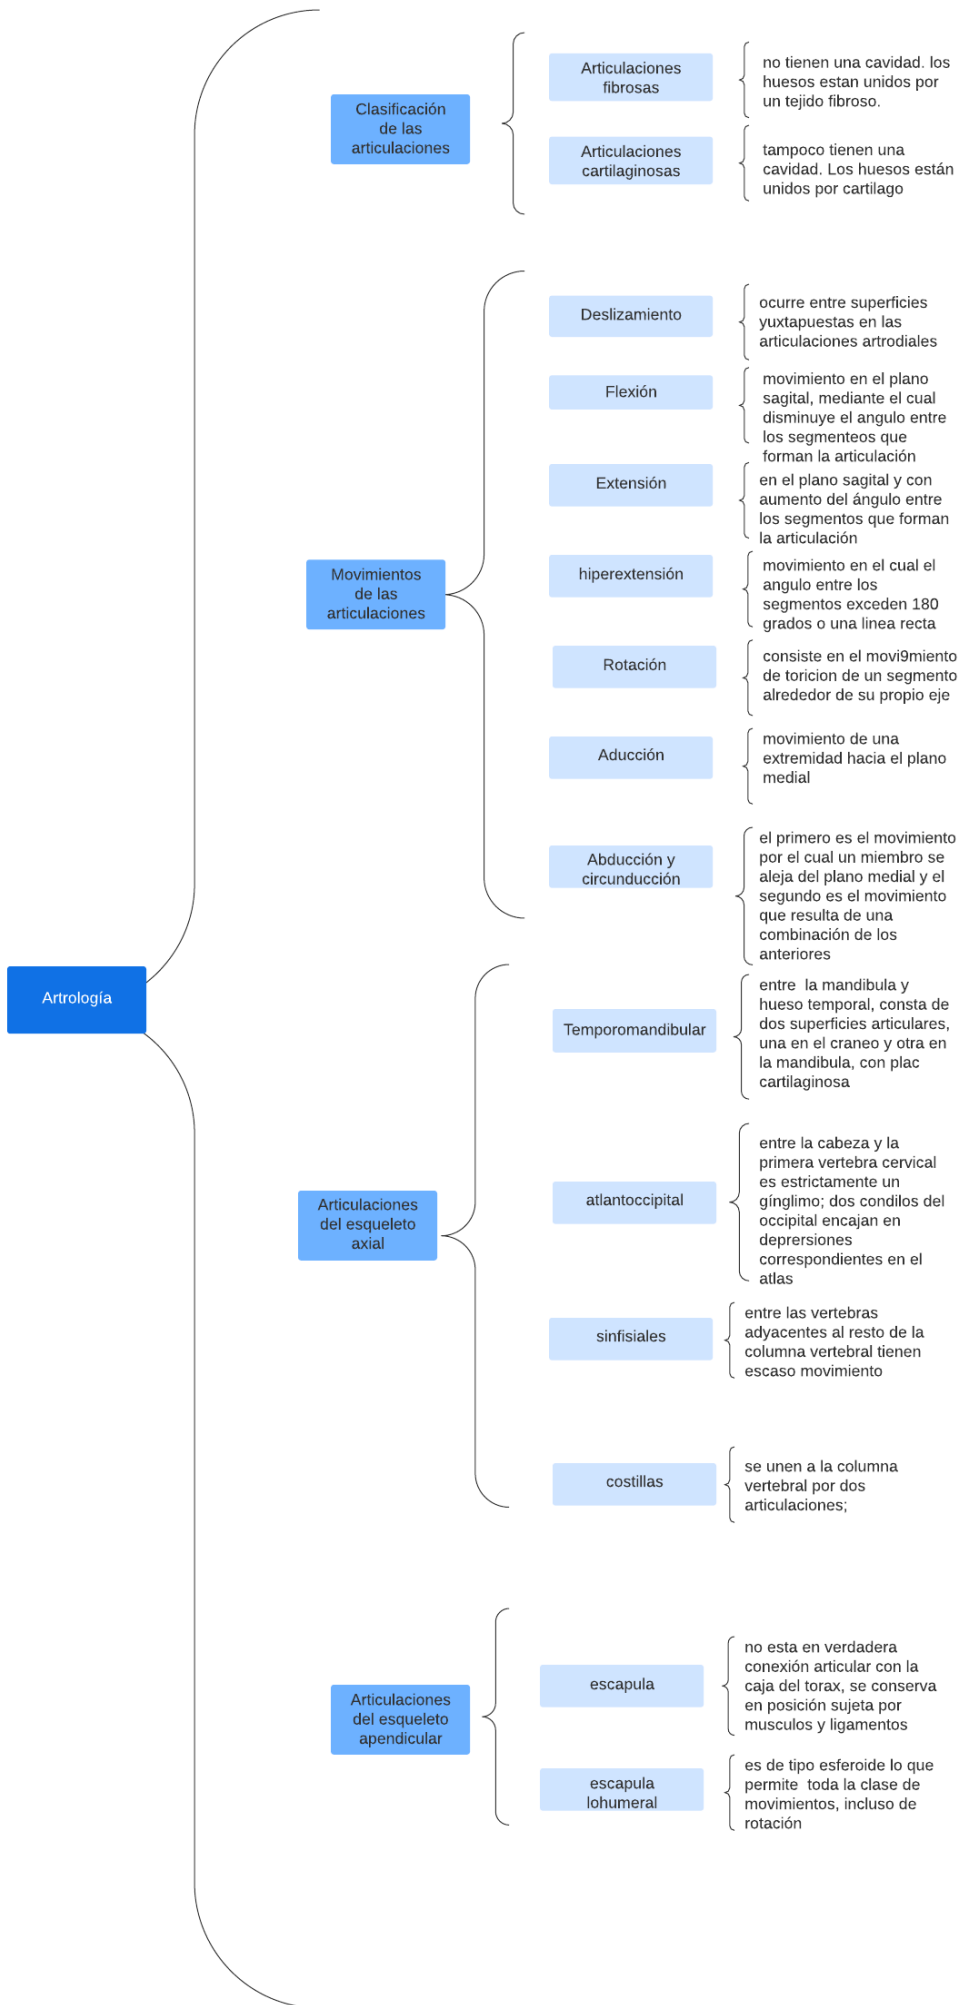 Artrología
Clasificación
de las
articulaciones
Articulaciones
fibrosas
no tienen una cavidad. los
huesos estan unidos por
un tejido fibroso.
Articulaciones
cartilaginosas
tampoco tienen una
cavidad. Los huesos están
unidos por cartilago
Movimientos
de las
articulaciones
Deslizamiento
ocurre entre superficies
yuxtapuestas en las
articulaciones artrodiales
Flexión
movimiento en el plano
sagital, mediante el cual
disminuye el angulo entre
los segmenteos que
forman la articulación
Extensión
en el plano sagital y con
aumento del ángulo entre
los segmentos que forman
la articulación
hiperextensión
movimiento en el cual el
angulo entre los
segmentos exceden 180
grados o una linea recta
Rotación
consiste en el movi9miento
de toricion de un segmento
alrededor de su propio eje
Aducción
movimiento de una
extremidad hacia el plano
medial
Abducción y
circunducción
el primero es el movimiento
por el cual un miembro se
aleja del plano medial y el
segundo es el movimiento
que resulta de una
combinación de los
anteriores
Articulaciones
del esqueleto
axial
Temporomandibular
entre  la mandibula y
hueso temporal, consta de
dos superficies articulares,
una en el craneo y otra en
la mandibula, con plac
cartilaginosa
atlantoccipital
entre la cabeza y la
primera vertebra cervical
es estrictamente un
gínglimo; dos condilos del
occipital encajan en
deprersiones
correspondientes en el
atlas
sinfisiales
entre las vertebras
adyacentes al resto de la
columna vertebral tienen
escaso movimiento
costillas
se unen a la columna
vertebral por dos
articulaciones;
Articulaciones
del esqueleto
apendicular
escapula
no esta en verdadera
conexión articular con la
caja del torax, se conserva
en posición sujeta por
musculos y ligamentos
escapula
lohumeral
es de tipo esferoide lo que
permite  toda la clase de
movimientos, incluso de
rotación